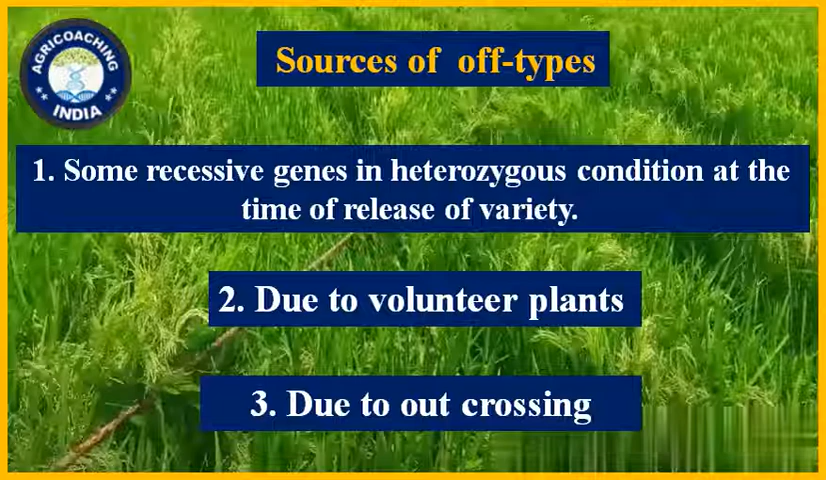 AGRICOACHING
INDIA
Sources of off-types
1. Some recessive genes in heterozygous condition at the
time of release of variety.
2. Due to volunteer plants
3. Due to out crossing